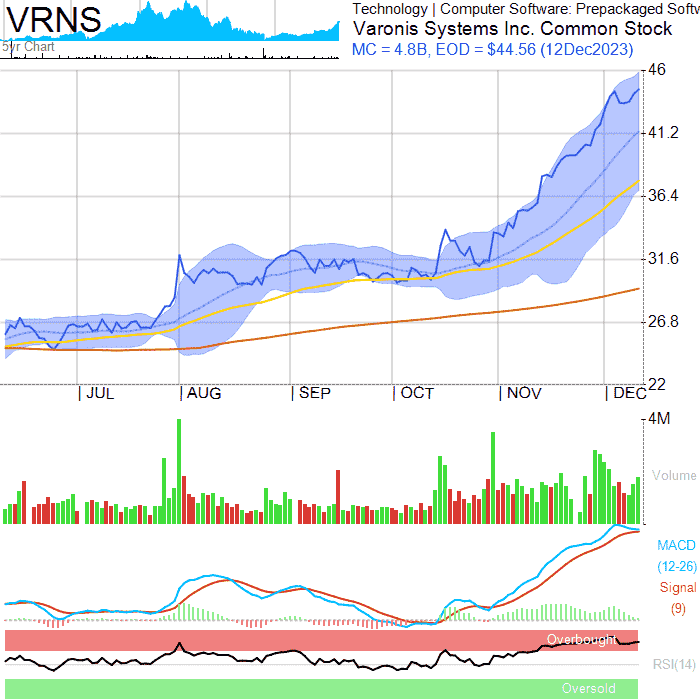 VRNS
5yr Chart
Technology | Computer Software: Prepackaged Softw
Varonis Systems Inc. Common Stock
MC = 4.8B, EOD = $44.56 (12Dec2023)
46
41.2
36.4
31.6
26.8
22
JUL
AUG
SEP
OCT
NOV
DEC
4M
Volume
MACD
(12-26)
Signal
(9)
Overbought
RSI(14)
Oversold